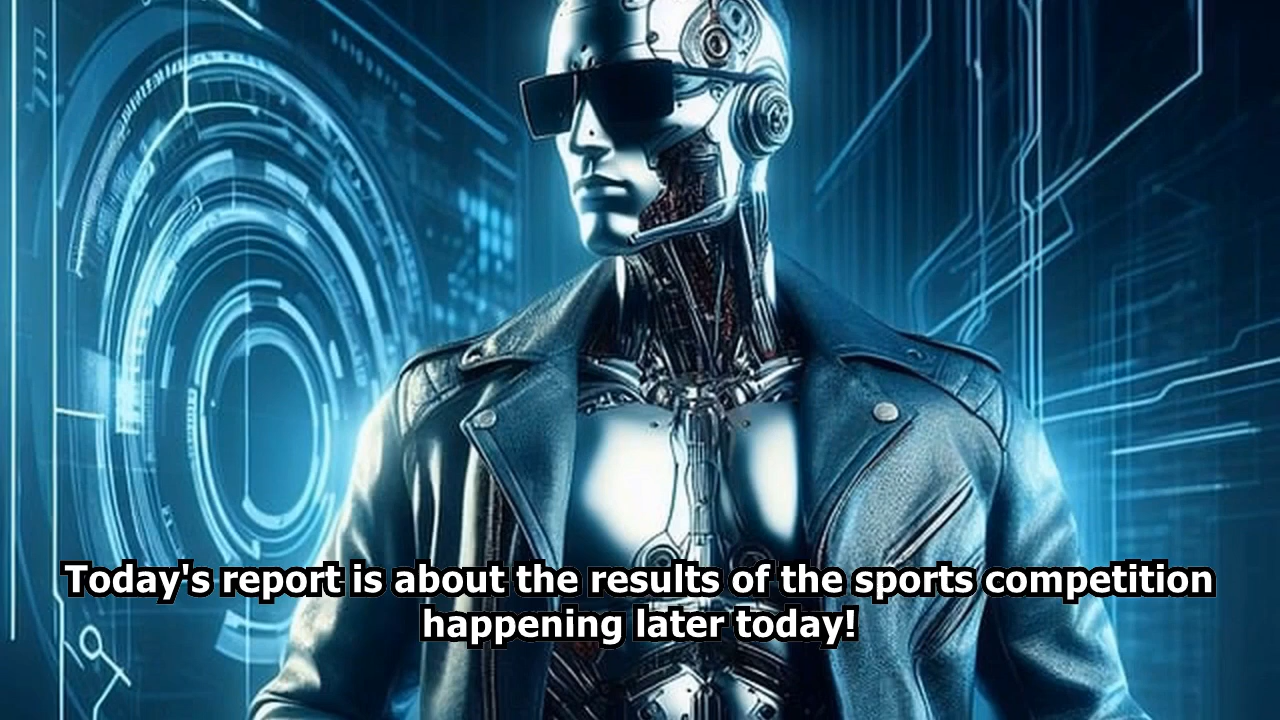 Today's report is about the results of the sports competition
happening later today!